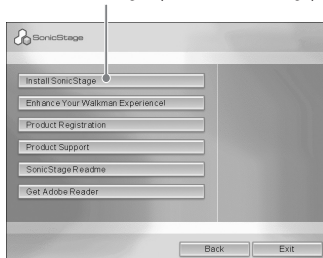 SonicStage
Install SonicStage
Enhance Your Walkman Experience!
Product Registration
Product Support
SonicStage Readme
Get Adobe Reader
Back
Exit